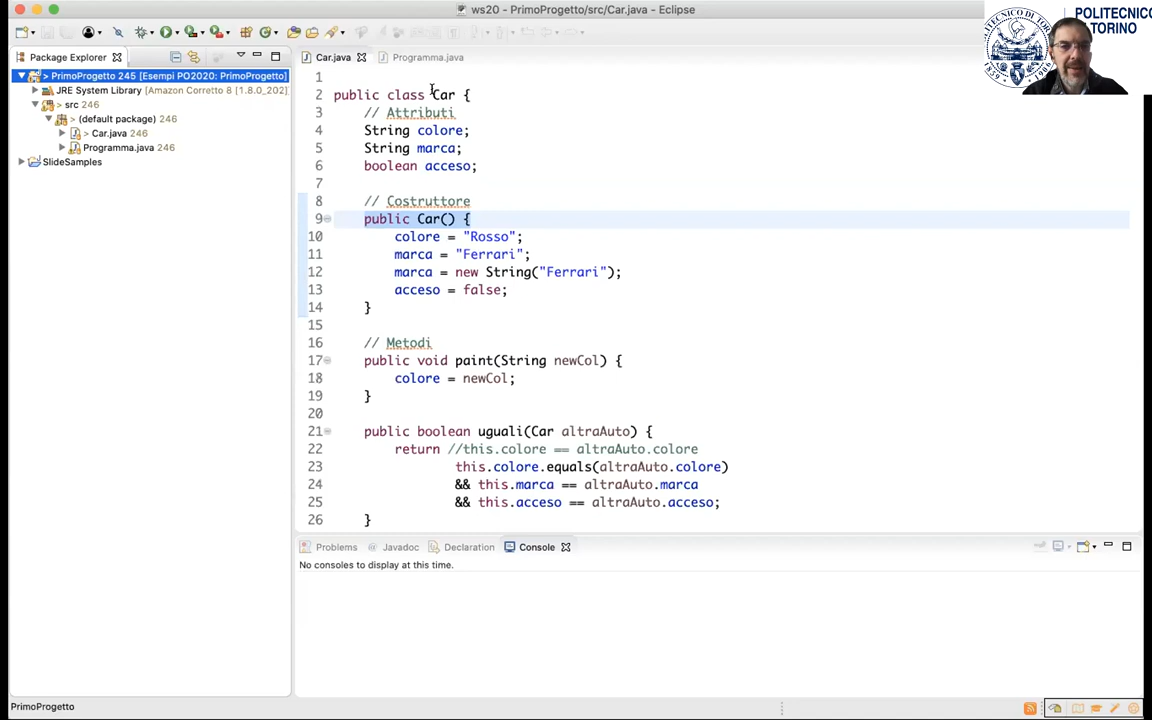 ws20 - PrimoProgetto/src/Car.java - Eclipse
POLITECNICO
DI TORINO
1859
1906
Package Explorer
Car.java
Programma.java
> PrimoProgetto 245 [Esempi PO2020: PrimoProgetto]
JRE System Library [Amazon Corretto 8 [1.8.0_202]
> src 246
(default package) 246
> Car.java 246
Programma.java 246
SlideSamples
1
2 public class Car {
3 // Attributi
4 String colore;
5 String marca;
6 boolean acceso;
7
8 // Costruttore
9 public Car() {
10 colore = "Rosso";
11 marca = "Ferrari";
12 marca = new String("Ferrari");
13 acceso = false;
14 }
15
16 // Metodi
17 public void paint(String newCol) {
18 colore = newCol;
19 }
20
21 public boolean uguali(Car altraAuto) {
22 return //this.colore == altraAuto.colore
23 this.colore.equals(altraAuto.colore)
24 && this.marca == altraAuto.marca
25 && this.acceso == altraAuto.acceso;
26 }
Problems @ Javadoc Declaration Console
No consoles to display at this time.
PrimoProgetto